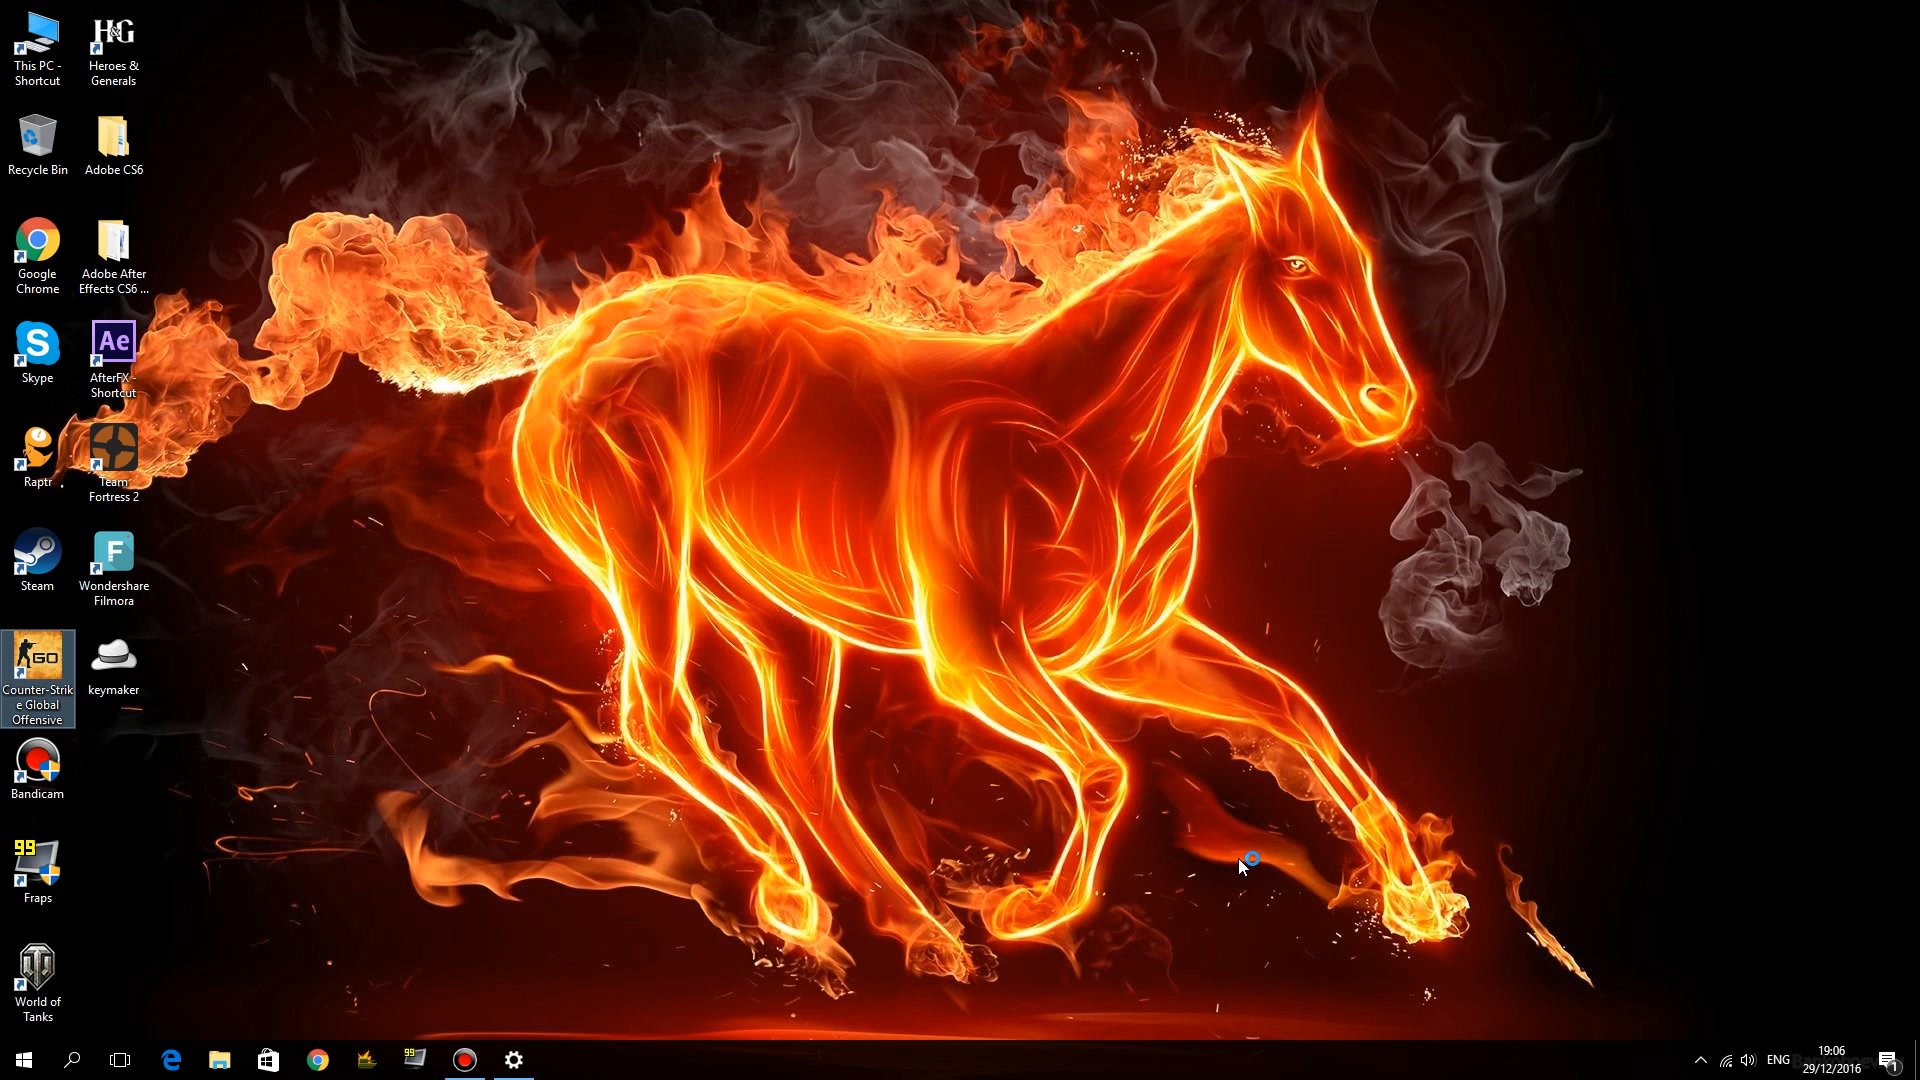 This PC -
Shortcut
H&G
Heroes &
Generals
Recycle Bin
Adobe CS6
Google
Chrome
Adobe After
Effects CS6 ...
S
Skype
Ae
AfterFX -
Shortcut
Raptr
Team
Fortress 2
Steam
F
Wondershare
Filmora
GO
Counter-Strik
e Global
Offensive
keymaker
Bandicam
99
Fraps
World of
Tanks
99
ENG
19:06
29/12/2016
1